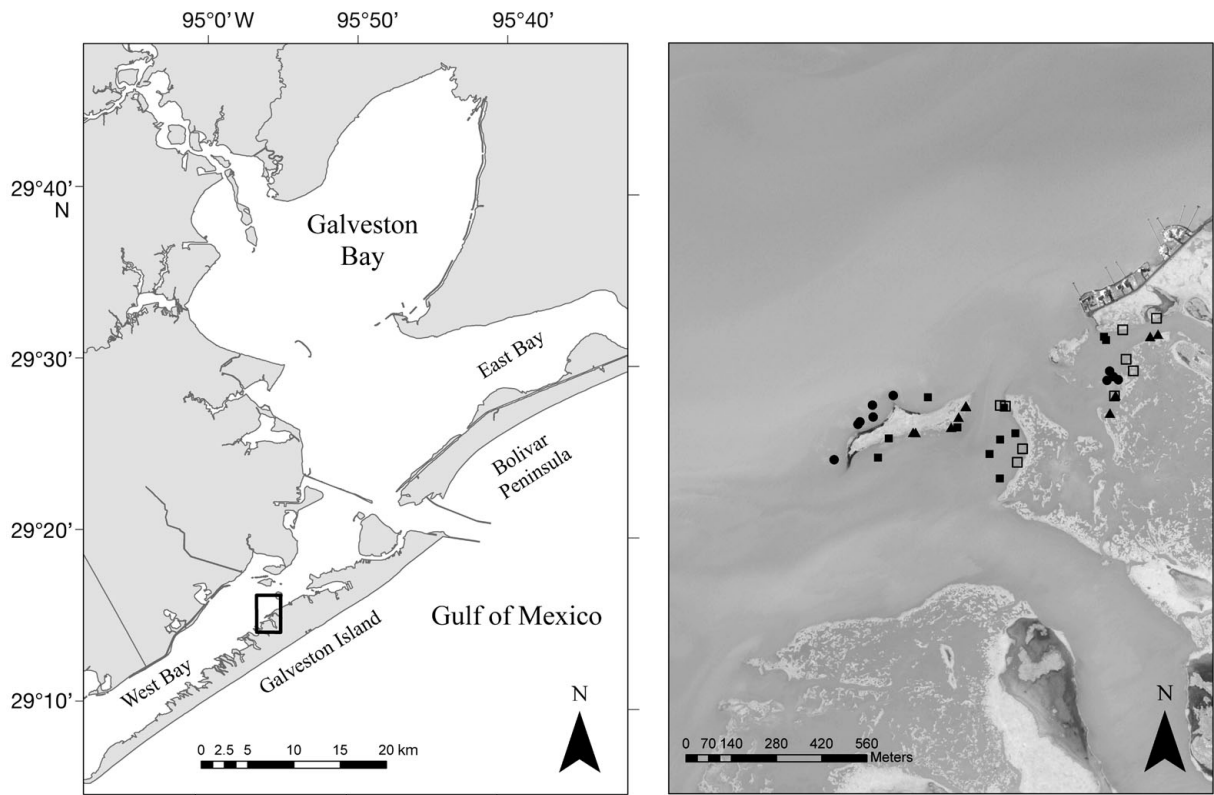 95°0’ W
95°50’
95°40’
29°40’
N
29°30’
29°20’
29°10’
Galveston
Bay
East Bay
Bolivar
Peninsula
Gulf of Mexico
Galveston Island
West Bay
0 2.5 5 10 15 20 km
N
N
0 70 140 280 420 560
Meters